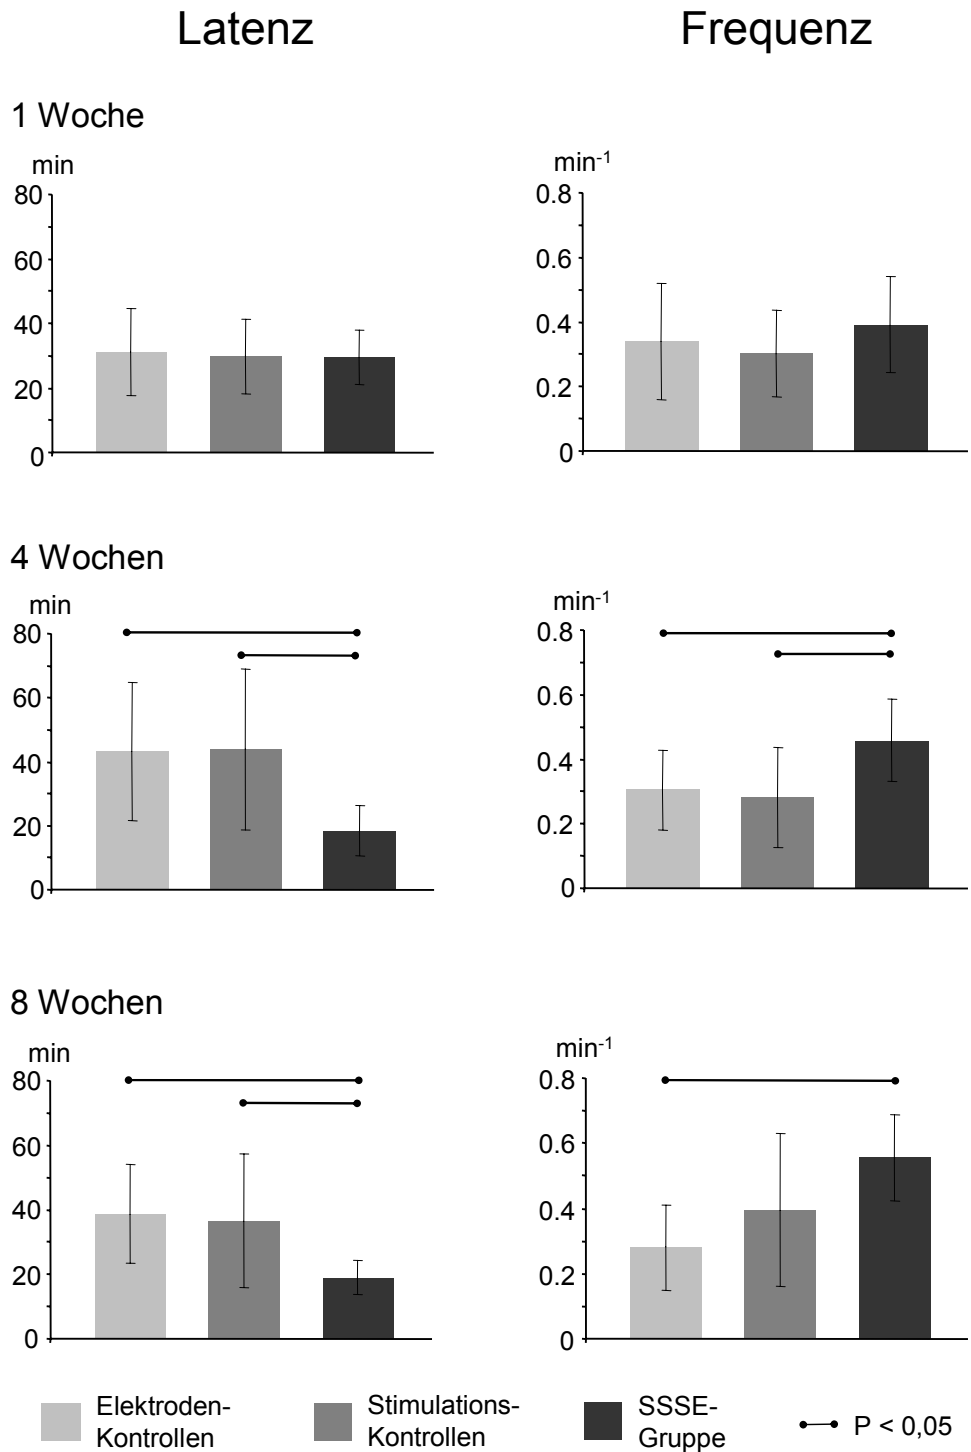 Latenz
Frequenz
1 Woche
min
80
60
40
20
0
min-1
0.8
0.6
0.4
0.2
0
4 Wochen
min
80
60
40
20
0
min-1
0.8
0.6
0.4
0.2
0
8 Wochen
min
80
60
40
20
0
min-1
0.8
0.6
0.4
0.2
0
Elektroden-
Kontrollen
Stimulations-
Kontrollen
SSSE-
Gruppe
P < 0,05